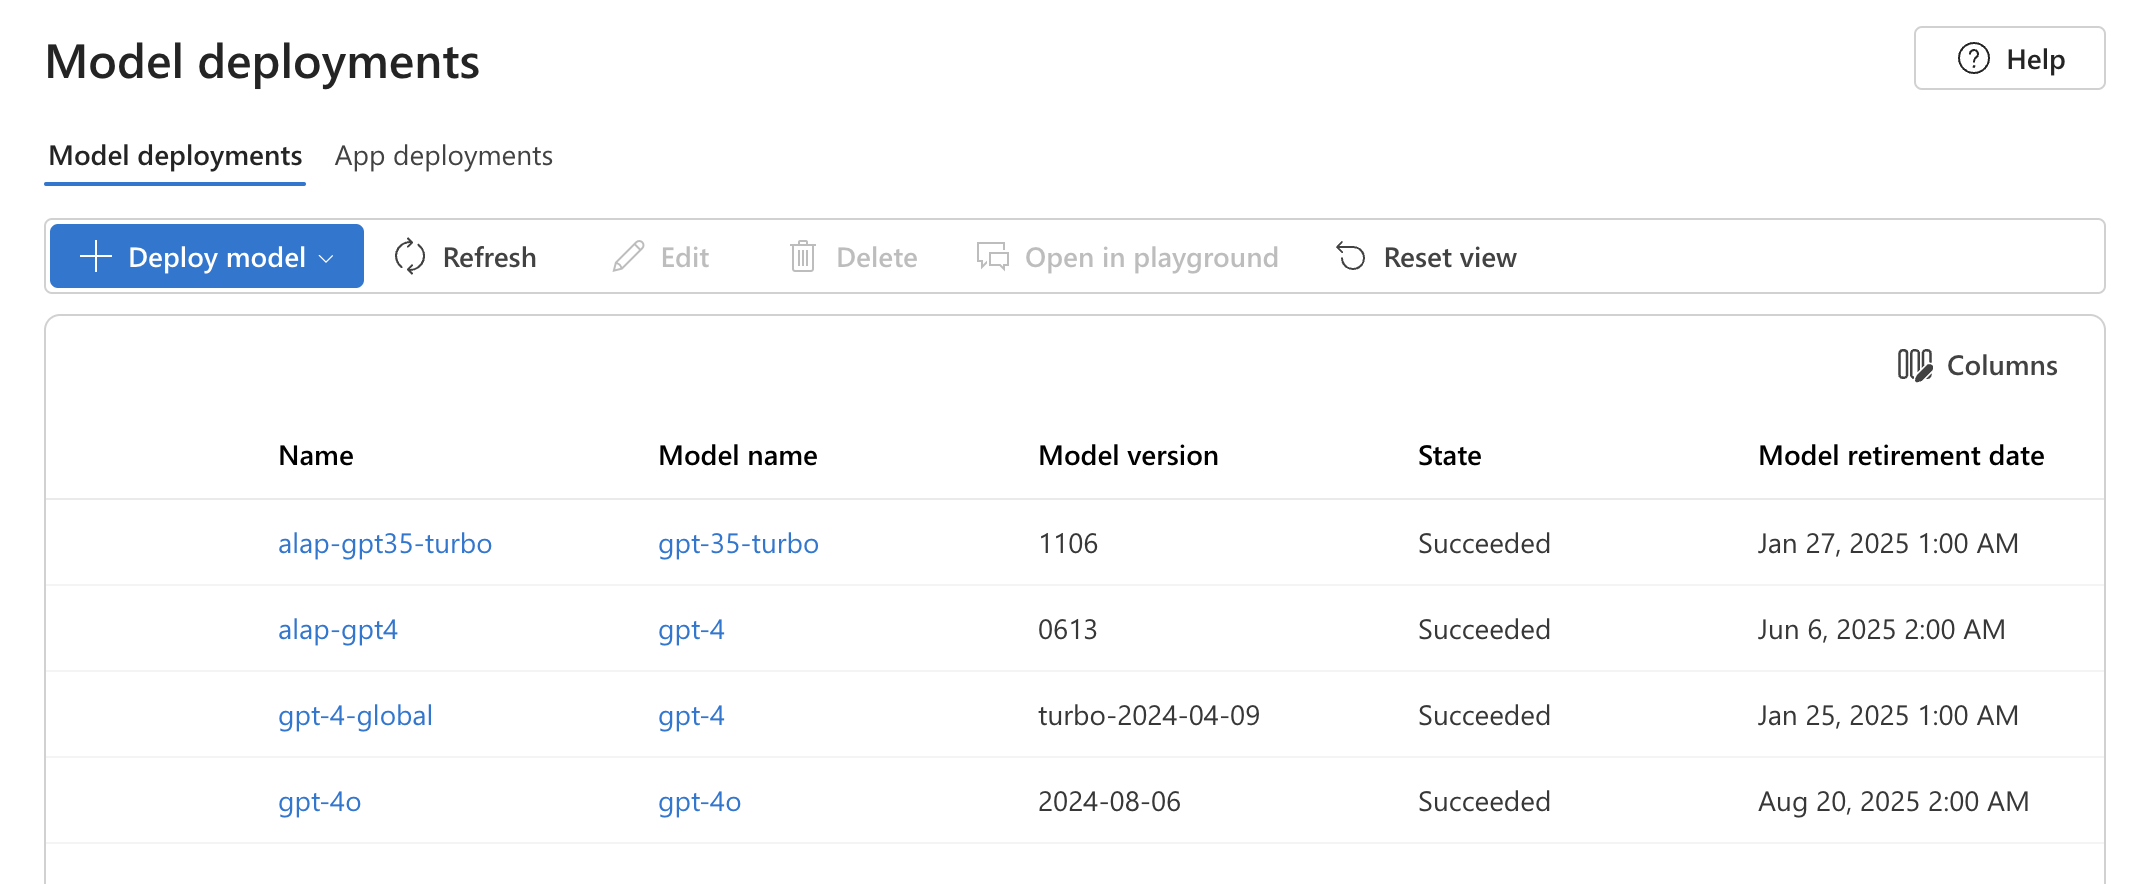 Model deployments
Help
Model deployments App deployments
Deploy model Refresh Edit Delete Open in playground Reset view
Columns
Name Model name Model version State Model retirement date
alap-gpt35-turbo gpt-35-turbo 1106 Succeeded Jan 27, 2025 1:00 AM
alap-gpt4 gpt-4 0613 Succeeded Jun 6, 2025 2:00 AM
gpt-4-global gpt-4 turbo-2024-04-09 Succeeded Jan 25, 2025 1:00 AM
gpt-4o gpt-4o 2024-08-06 Succeeded Aug 20, 2025 2:00 AM